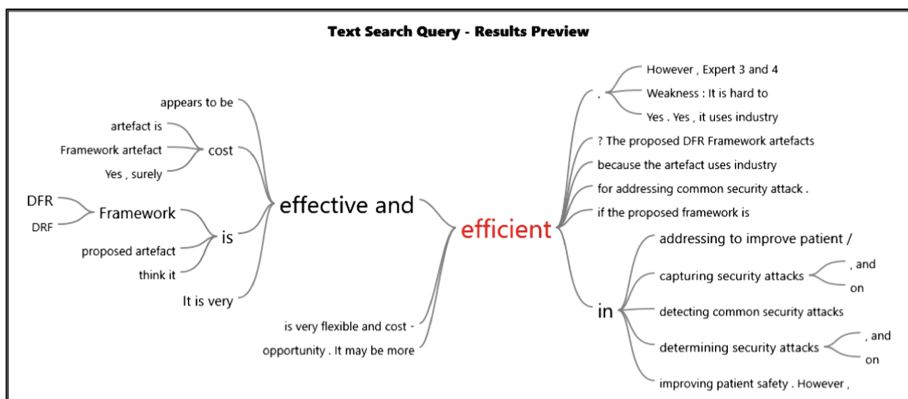 Text Search Query - Results Preview
appears to be
artefact is
Framework artefact
Yes , surely
cost
DFR
DRF
Framework
proposed artefact
think it
is
It is very
effective and
is very flexible and cost -
opportunity . It may be more
efficient
.
However , Expert 3 and 4
Weakness : It is hard to
Yes . Yes , it uses industry
? The proposed DFR Framework artefacts
because the artefact uses industry
for addressing common security attack .
if the proposed framework is
in
addressing to improve patient /
capturing security attacks
, and
on
detecting common security attacks
determining security attacks
, and
on
improving patient safety . However ,